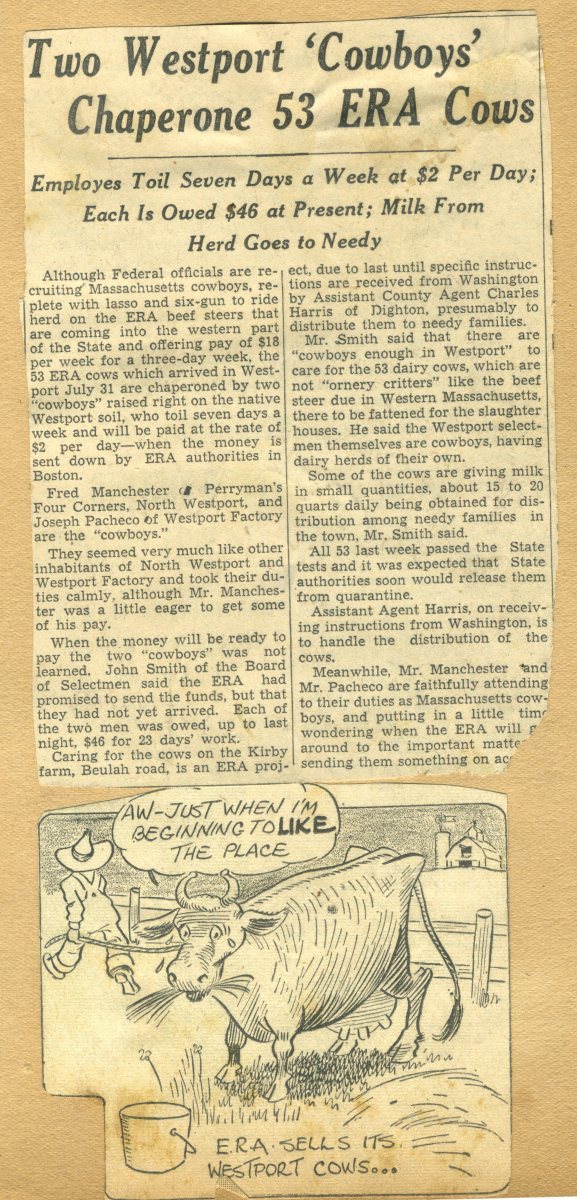 Two Westport 'Cowboys'
Chaperone 53 ERA Cows
Employes Toil Seven Days a Week at $2 Per Day;
Each Is Owed $46 at Present; Milk From
Herd Goes to Needy
Although Federal officials are re-
cruiting Massachusetts cowboys, re-
plete with lasso and six-gun to ride
herd on the ERA beef steers that
are coming into the western part
of the State and offering pay of $18
per week for a three-day week, the
53 ERA cows which arrived in West-
port July 31 are chaperoned by two
"cowboys" raised right on the native
Westport soil, who toil seven days a
week and will be paid at the rate of
$2 per day—when the money is
sent down by ERA authorities in
Boston.
Fred Manchester of Perryman's
Four Corners, North Westport, and
Joseph Pacheco of Westport Factory
are the "cowboys."
They seemed very much like other
inhabitants of North Westport and
Westport Factory and took their du-
ties calmly, although Mr. Manches-
ter was a little eager to get some
of his pay.
When the money will be ready to
pay the two "cowboys" was not
learned. John Smith of the Board
of Selectmen said the ERA had
promised to send the funds, but that
they had not yet arrived. Each of
the two men was owed, up to last
night, $46 for 23 days' work.
Caring for the cows on the Kirby
farm, Beulah road, is an ERA proj-
ect, due to last until specific instruc-
tions are received from Washington
by Assistant County Agent Charles
Harris of Dighton, presumably to
distribute them to needy families.
Mr. Smith said that there are
"cowboys enough in Westport" to
care for the 53 dairy cows, which are
not "ornery critters" like the beef
steer due in Western Massachusetts,
there to be fattened for the slaughter
houses. He said the Westport select-
men themselves are cowboys, having
dairy herds of their own.
Some of the cows are giving milk
in small quantities, about 15 to 20
quarts daily being obtained for dis-
tribution among needy families in
the town, Mr. Smith said.
All 53 last week passed the State
tests and it was expected that State
authorities soon would release them
from quarantine.
Assistant Agent Harris, on receiv-
ing instructions from Washington, is
to handle the distribution of the
cows.
Meanwhile, Mr. Manchester and
Mr. Pacheco are faithfully attending
to their duties as Massachusetts cow-
boys, and putting in a little time
wondering when the ERA will
around to the important
sending them something on
AW-JUST WHEN I'M
BEGINNING TO LIKE
THE PLACE
E.R.A. SELLS ITS
WESTPORT COWS...